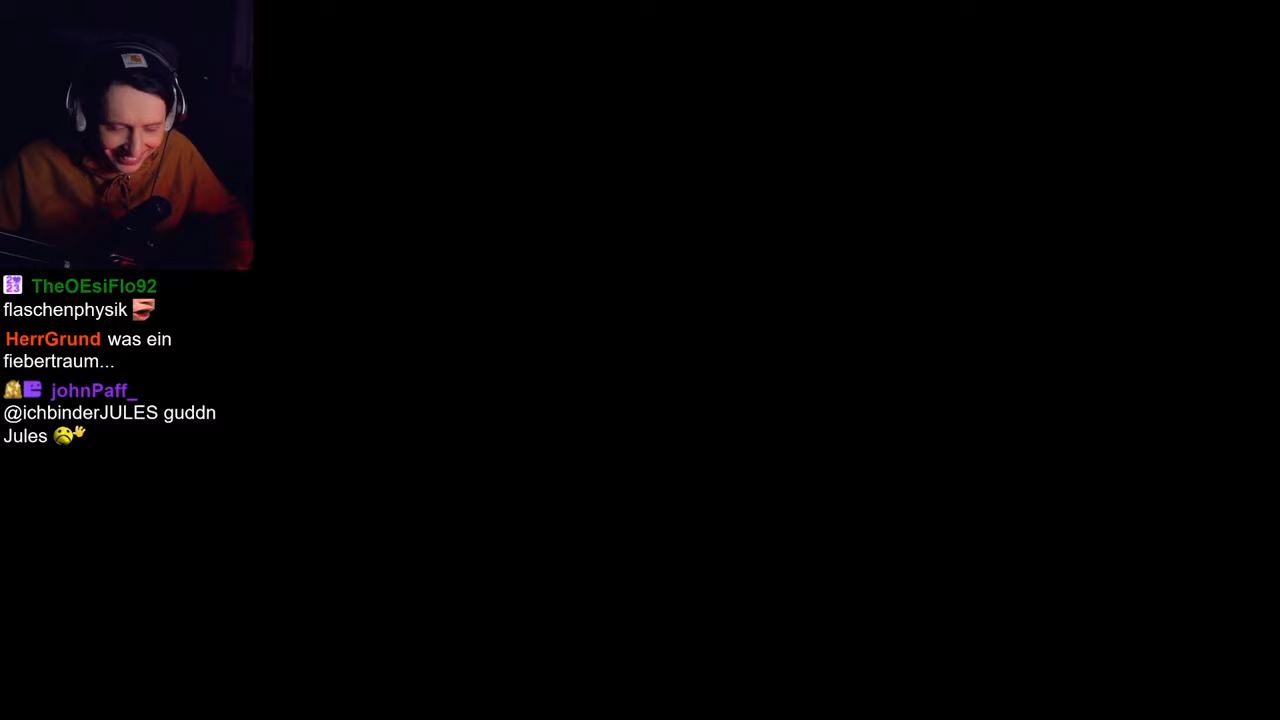 TheOEsiFlo92
flaschenphysik
HerrGrund was ein
fiebertraum...
johnPaff_
@ichbinderJULES guddn
Jules